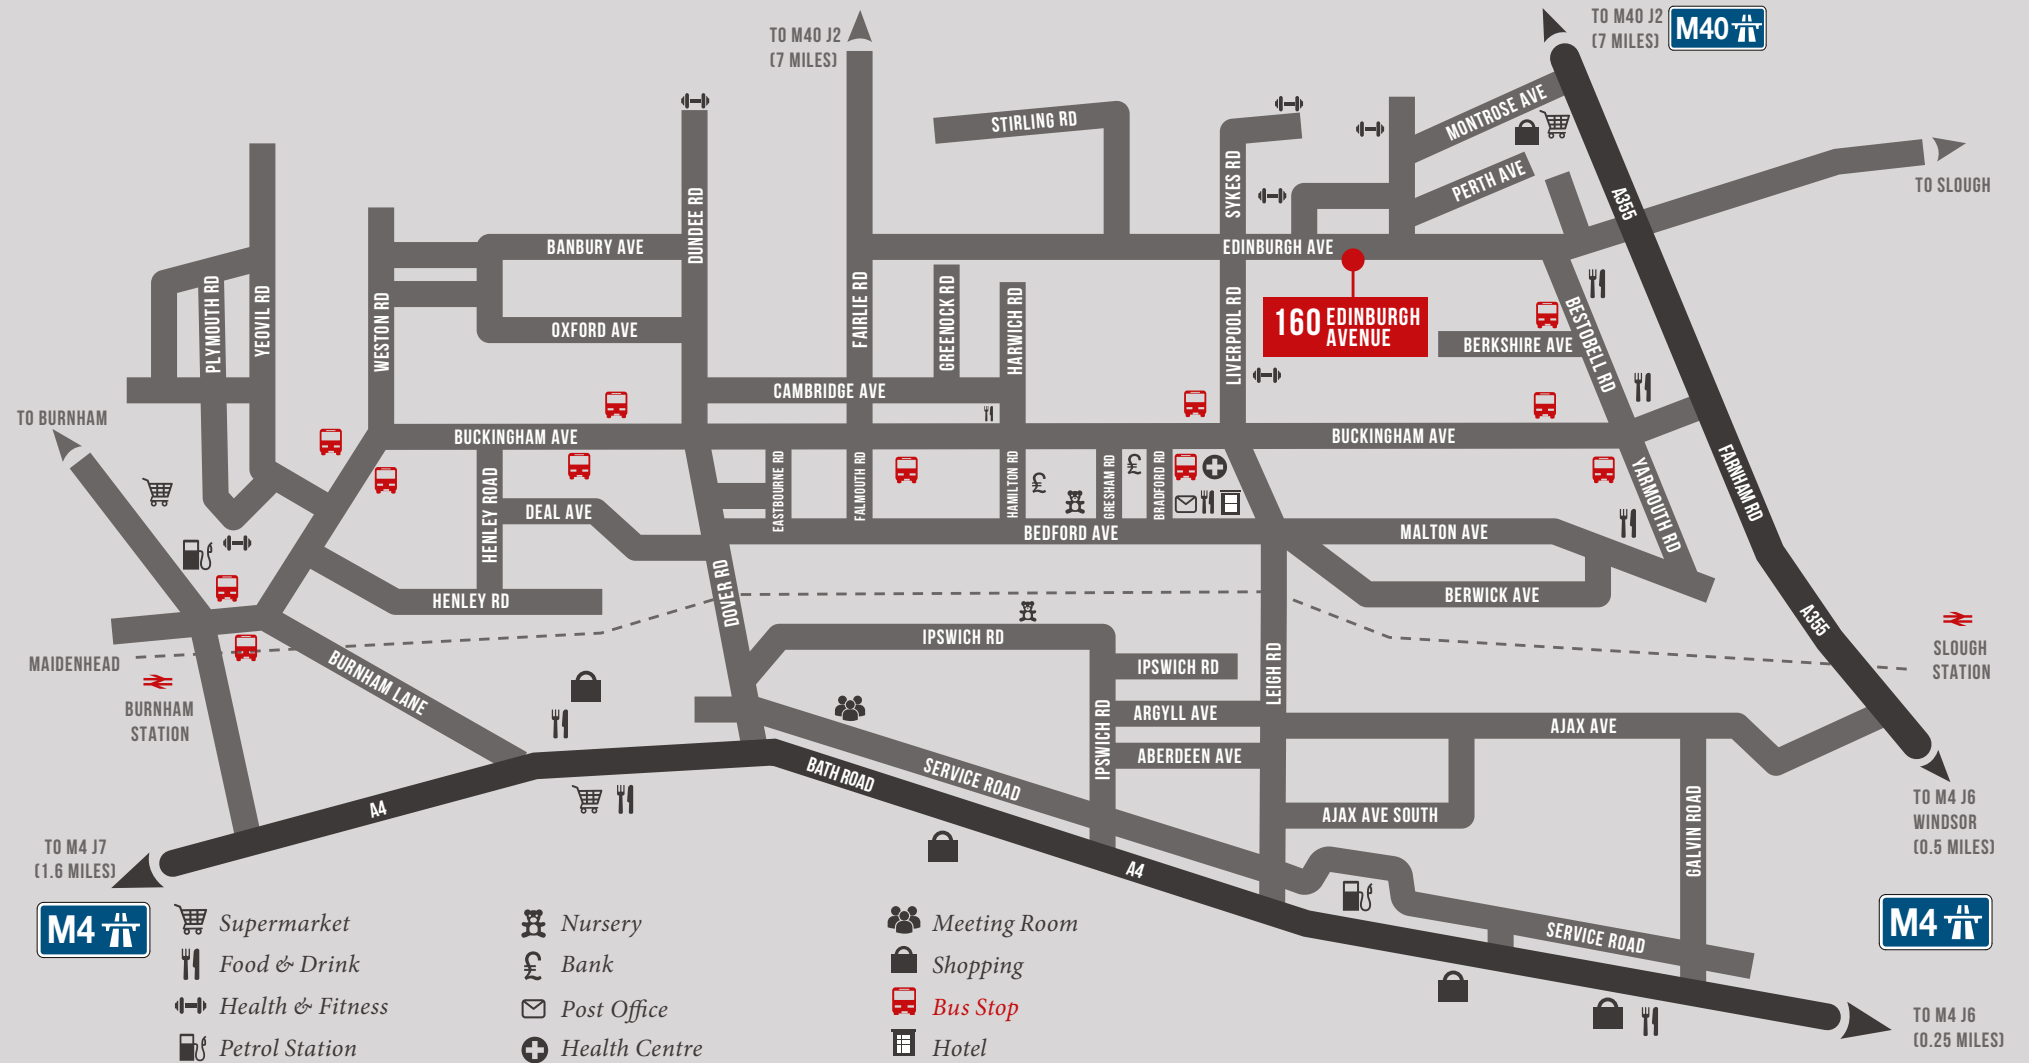 TO M40 J2
(7 MILES)
TO M40 J2
(7 MILES)
M40
MONTROSE AVE
STIRLING RD
PERTH AVE
SYKES RD
A355
TO SLOUGH
DUNDEE RD
BANBURY AVE
EDINBURGH AVE
PLYMOUTH RD
YEOVIL RD
WESTON RD
OXFORD AVE
FAIRLIE RD
GREENOCK RD
HARWICH RD
LIVERPOOL RD
160 EDINBURGH
AVENUE
BERKSHIRE AVE
BESTOBELL RD
CAMBRIDGE AVE
TO BURNHAM
BUCKINGHAM AVE
BUCKINGHAM AVE
HENLEY ROAD
DEAL AVE
EASTBOURNE RD
FALMOUTH RD
HAMILTON RD
GRESHAM RD
BRADFORD RD
YARMOUTH RD
FARNHAM RD
BEDFORD AVE
MALTON AVE
HENLEY RD
DOVER RD
BERWICK AVE
A355
IPSWICH RD
IPSWICH RD
LEIGH RD
MAIDENHEAD
BURNHAM
STATION
BURNHAM LANE
SLOUGH
STATION
IPSWICH RD
ARGYLL AVE
ABERDEEN AVE
AJAX AVE
AJAX AVE SOUTH
GALVIN ROAD
BATH ROAD
SERVICE ROAD
A4
A4
SERVICE ROAD
TO M4 J7
(1.6 MILES)
M4
TO M4 J6
WINDSOR
(0.5 MILES)
M4
TO M4 J6
(0.25 MILES)
Supermarket
Food & Drink
Health & Fitness
Petrol Station
Nursery
Bank
Post Office
Health Centre
Meeting Room
Shopping
Bus Stop
Hotel